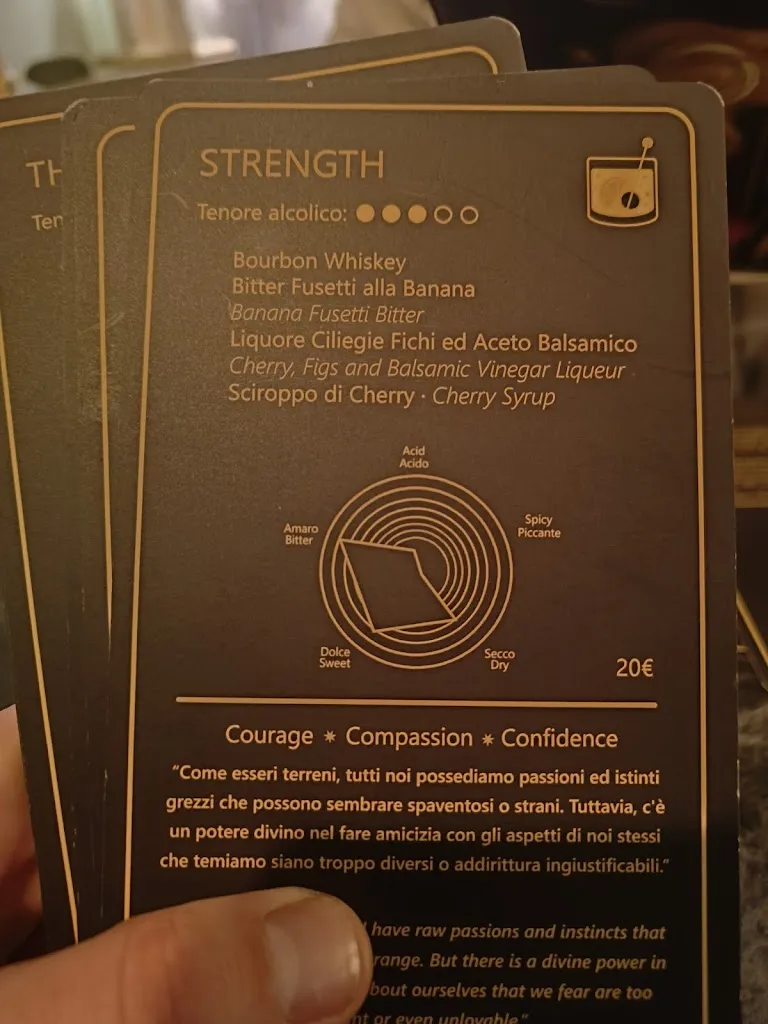 TH
Ten
STRENGTH
Tenore alcolico:
Bourbon Whiskey
Bitter Fusetti alla Banana
Banana Fusetti Bitter
Liquore Ciliegie Fichi ed Aceto Balsamico
Cherry, Figs and Balsamic Vinegar Liqueur
Sciroppo di Cherry · Cherry Syrup
Acid
Acido
Amaro
Bitter
Spicy
Piccante
Dolce
Sweet
Secco
Dry
20€
Courage * Compassion * Confidence
"Come esseri terreni, tutti noi possediamo passioni ed istinti
grezzi che possono sembrare spaventosi o strani. Tuttavia, c'è
un potere divino nel fare amicizia con gli aspetti di noi stessi
che temiamo siano troppo diversi o addirittura ingiustificabili."
have raw passions and instincts that
range. But there is a divine power in
bout ourselves that we fear are too
nt or even unlovable."